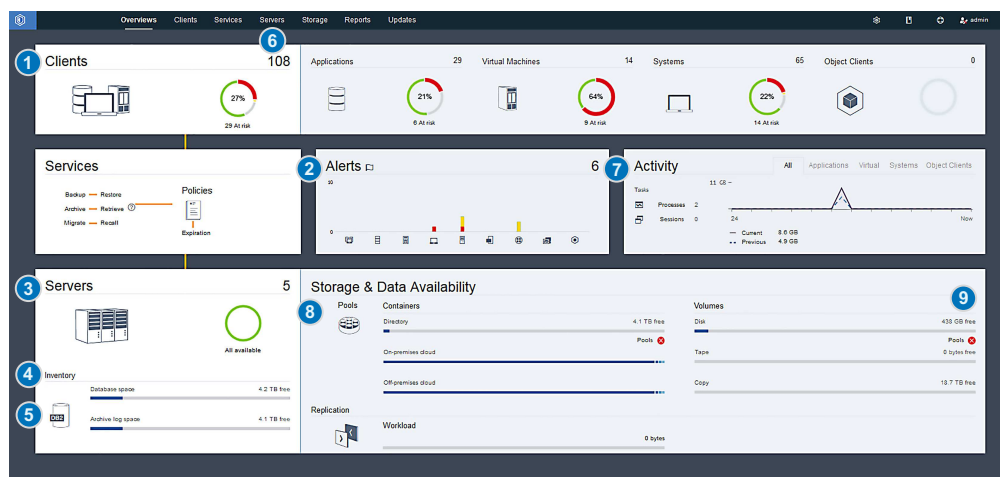 Overviews Clients Services Servers Storage Reports Updates admin
6
1 Clients 108
27%
29 At risk
Applications 29
21%
6 At risk
Virtual Machines 14
64%
9 At risk
Systems 65
22%
14 At risk
Object Clients 0
Services
Backup — Restore
Archive — Retrieve ?
Migrate — Recall
Policies
Expiration
2 Alerts 6
10
0
7 Activity
All Applications Virtual Systems Object Clients
Tasks
Processes 2
Sessions 0
11 GB
24 Now
Current 8.6 GB
Previous 4.9 GB
3 Servers 5
All available
4 Inventory
Database space 4.2 TB free
5 DB2
Archive log space 4.1 TB free
Storage & Data Availability
8 Pools
9
Containers
Directory 4.1 TB free
Pools
On-premises cloud
Off-premises cloud
Volumes
Disk 438 GB free
Pools
Tape 0 bytes free
Copy 18.7 TB free
Replication
Workload
0 bytes